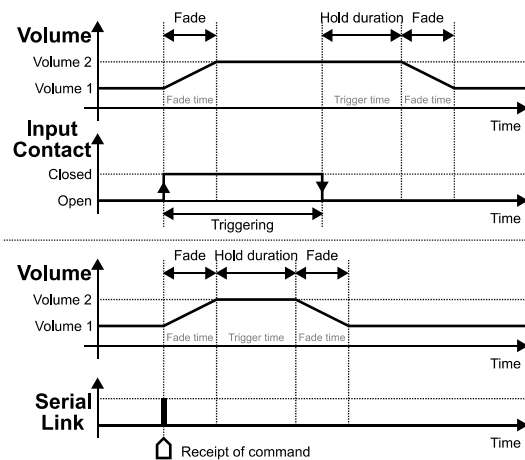 Fade Hold duration Fade
Volume
Volume 2
Volume 1
Fade time Trigger time Fade time
Time
Input
Contact
Closed
Open
Time
Triggering
Fade Hold duration Fade
Volume
Volume 2
Volume 1
Fade time Trigger time Fade time
Time
Serial
Link
Time
Receipt of command